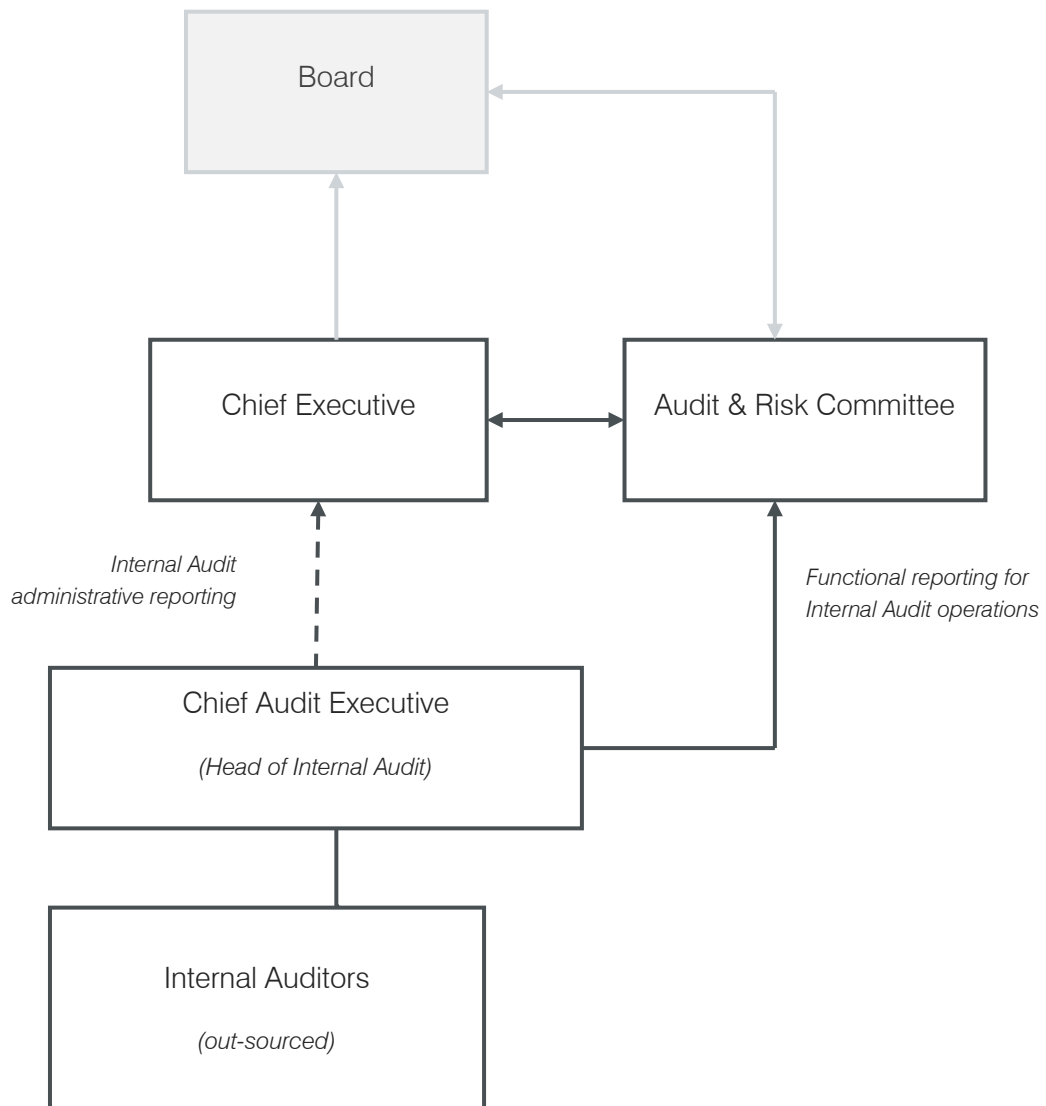 Board
Chief Executive
Audit & Risk Committee
Internal Audit
administrative reporting
Functional reporting for
Internal Audit operations
Chief Audit Executive
(Head of Internal Audit)
Internal Auditors
(out-sourced)